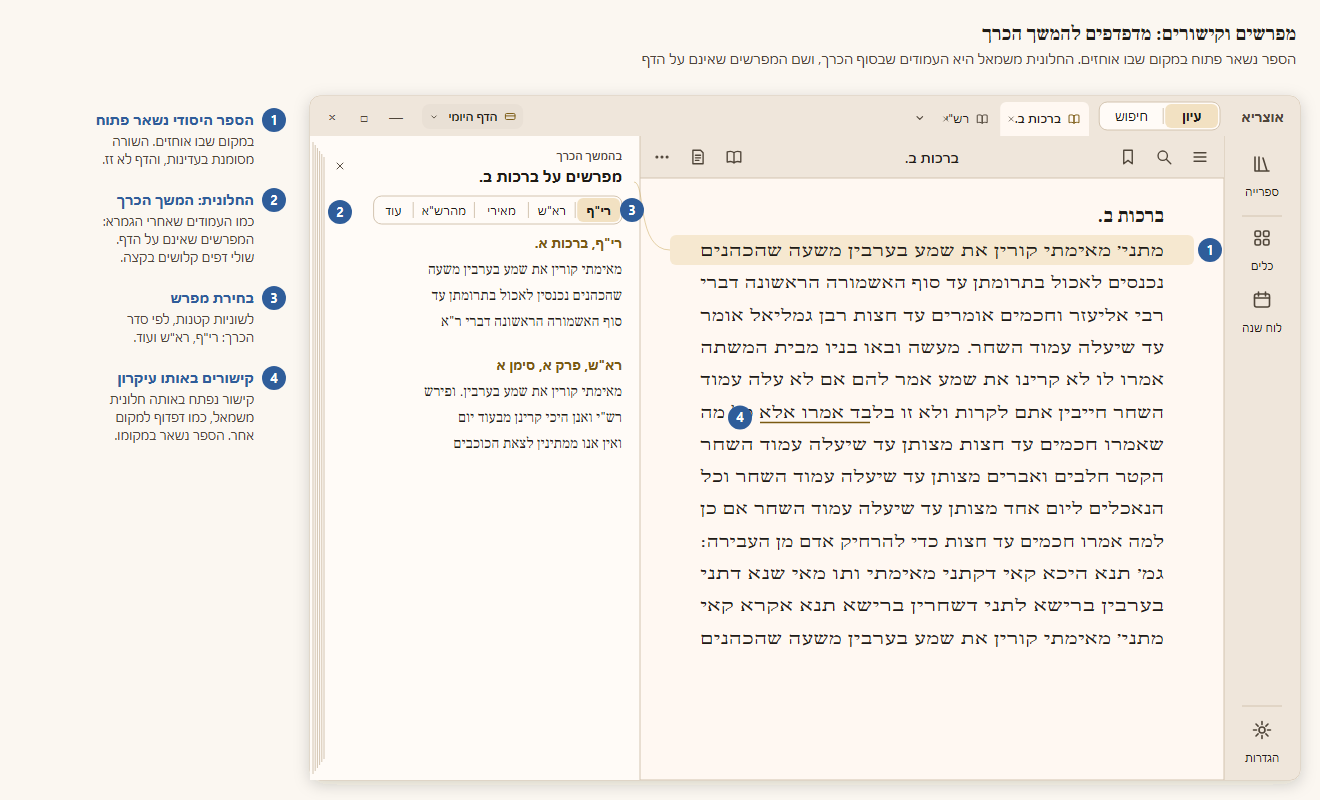 מפרשים וקישורים: מדפדפים להמשך הכרך
הספר נשאר פתוח במקום שבו אוחזים. החלונית משמאל היא העמודים שבסוף הכרך, ושם המפרשים שאינם על הדף
אוצריא
עיון
חיפוש
ברכות ב.
רש"י
הדף היומי
ספרייה
כלים
לוח שנה
הגדרות
ברכות ב.
ברכות ב.
מתני׳ מאימתי קורין את שמע בערבין משעה שהכהנים
נכנסים לאכול בתרומתן עד סוף האשמורה הראשונה דברי
רבי אליעזר וחכמים אומרים עד חצות רבן גמליאל אומר
עד שיעלה עמוד השחר. מעשה ובאו בניו מבית המשתה
אמרו לו לא קרינו את שמע אמר להם אם לא עלה עמוד
השחר חייבין אתם לקרות ולא זו בלבד אמרו אלא מה
4
שאמרו חכמים עד חצות מצותן עד שיעלה עמוד השחר
הקטר חלבים ואברים מצותן עד שיעלה עמוד השחר וכל
הנאכלים ליום אחד מצותן עד שיעלה עמוד השחר אם כן
למה אמרו חכמים עד חצות כדי להרחיק אדם מן העבירה:
גמ׳ תנא היכא קאי דקתני מאימתי ותו מאי שנא דתני
בערבין ברישא לתני דשחרין ברישא תנא אקרא קאי
מתני׳ מאימתי קורין את שמע בערבין משעה שהכהנים
1
בהמשך הכרך
מפרשים על ברכות ב.
3
רי"ף
רא"ש
מאירי
מהרש"א
עוד
2
רי"ף, ברכות א.
מאימתי קורין את שמע בערבין משעה
שהכהנים נכנסין לאכול בתרומתן עד
סוף האשמורה הראשונה דברי ר"א
רא"ש, פרק א, סימן א
מאימתי קורין את שמע בערבין. ופירש
רש"י ואנן היכי קרינן מבעוד יום
ואין אנו ממתינין לצאת הכוכבים
1 הספר היסודי נשאר פתוח
במקום שבו אוחזים. השורה
מסומנת בעדינות, והדף לא זז.
2 החלונית: המשך הכרך
כמו העמודים שאחרי הגמרא:
המפרשים שאינם על הדף.
שולי דפים קלושים בקצה.
3 בחירת מפרש
לשוניות קטנות, לפי סדר
הכרך: רי"ף, רא"ש ועוד.
4 קישורים באותו עיקרון
קישור נפתח באותה חלונית
משמאל, כמו דפדוף למקום
אחר. הספר נשאר במקומו.